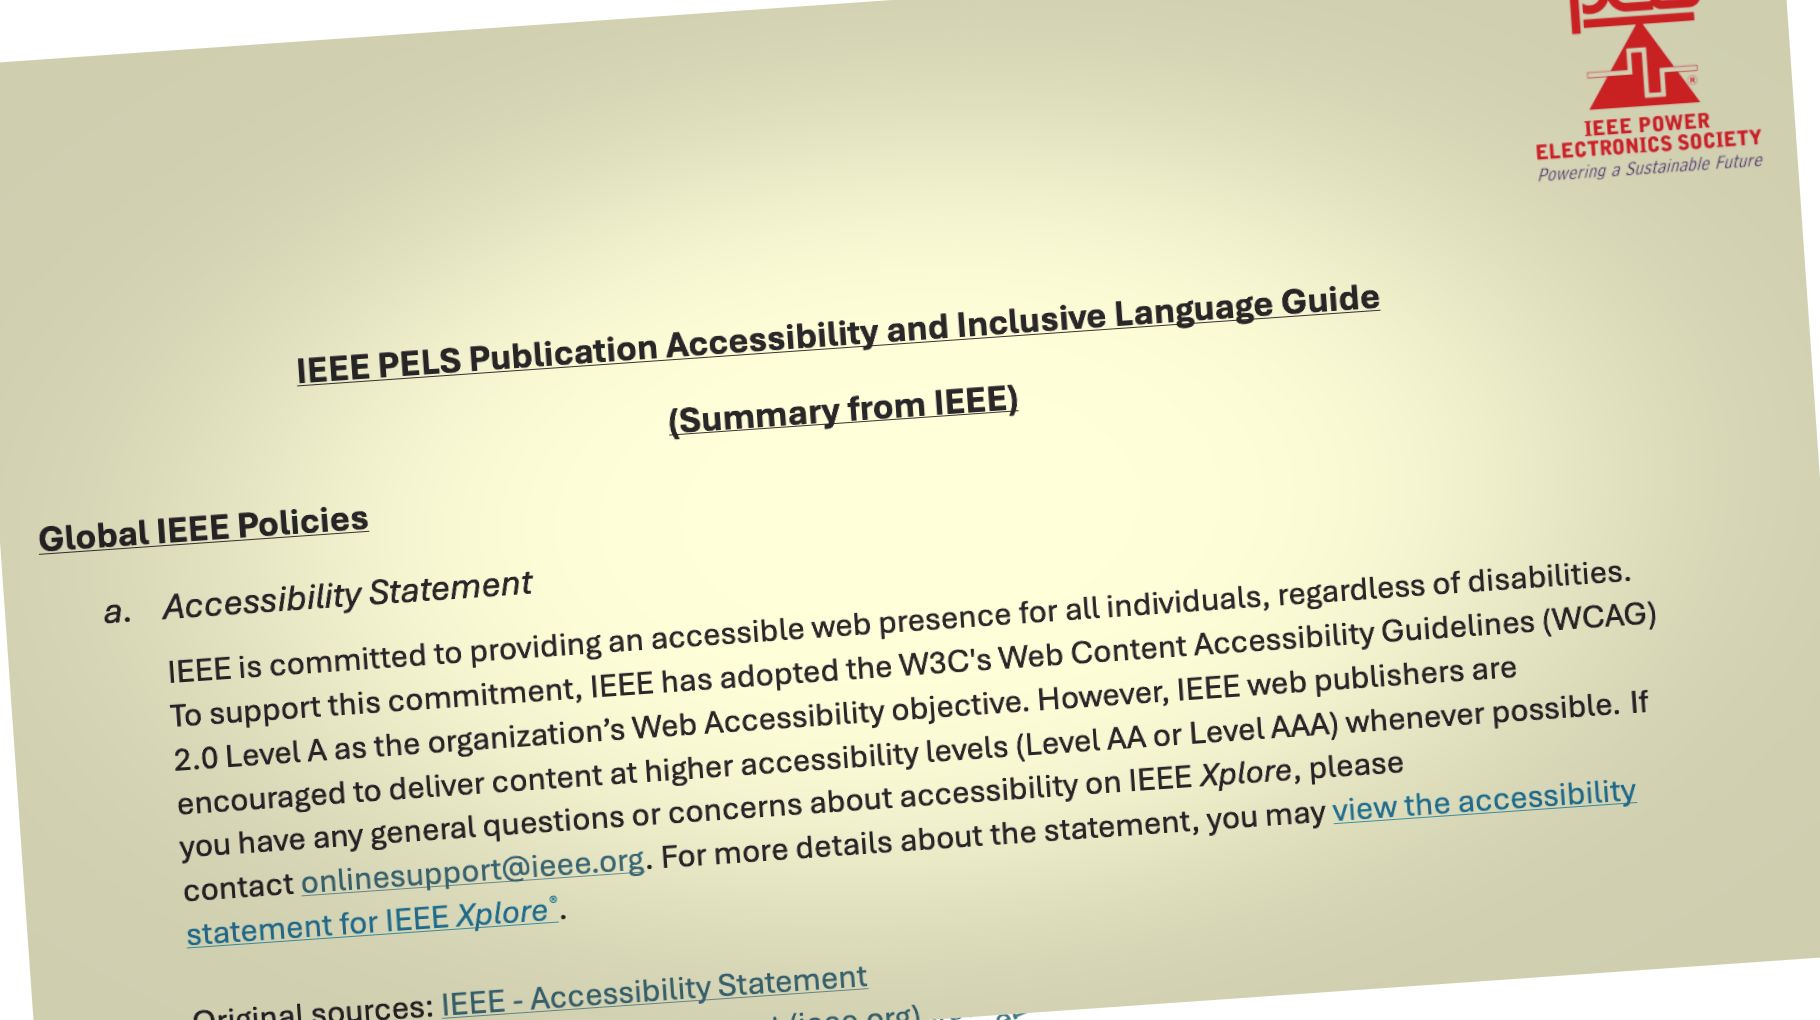 IEEE POWER
ELECTRONICS SOCIETY
Powering a Sustainable Future
IEEE PELS Publication Accessibility and Inclusive Language Guide
(Summary from IEEE)
Global IEEE Policies
a. Accessibility Statement
IEEE is committed to providing an accessible web presence for all individuals, regardless of disabilities.
To support this commitment, IEEE has adopted the W3C's Web Content Accessibility Guidelines (WCAG)
2.0 Level A as the organization’s Web Accessibility objective. However, IEEE web publishers are
encouraged to deliver content at higher accessibility levels (Level AA or Level AAA) whenever possible. If
you have any general questions or concerns about accessibility on IEEE Xplore, please
contact onlinesupport@ieee.org. For more details about the statement, you may view the accessibility
statement for IEEE Xplore®.
Original sources: IEEE - Accessibility Statement
(ieee.org)